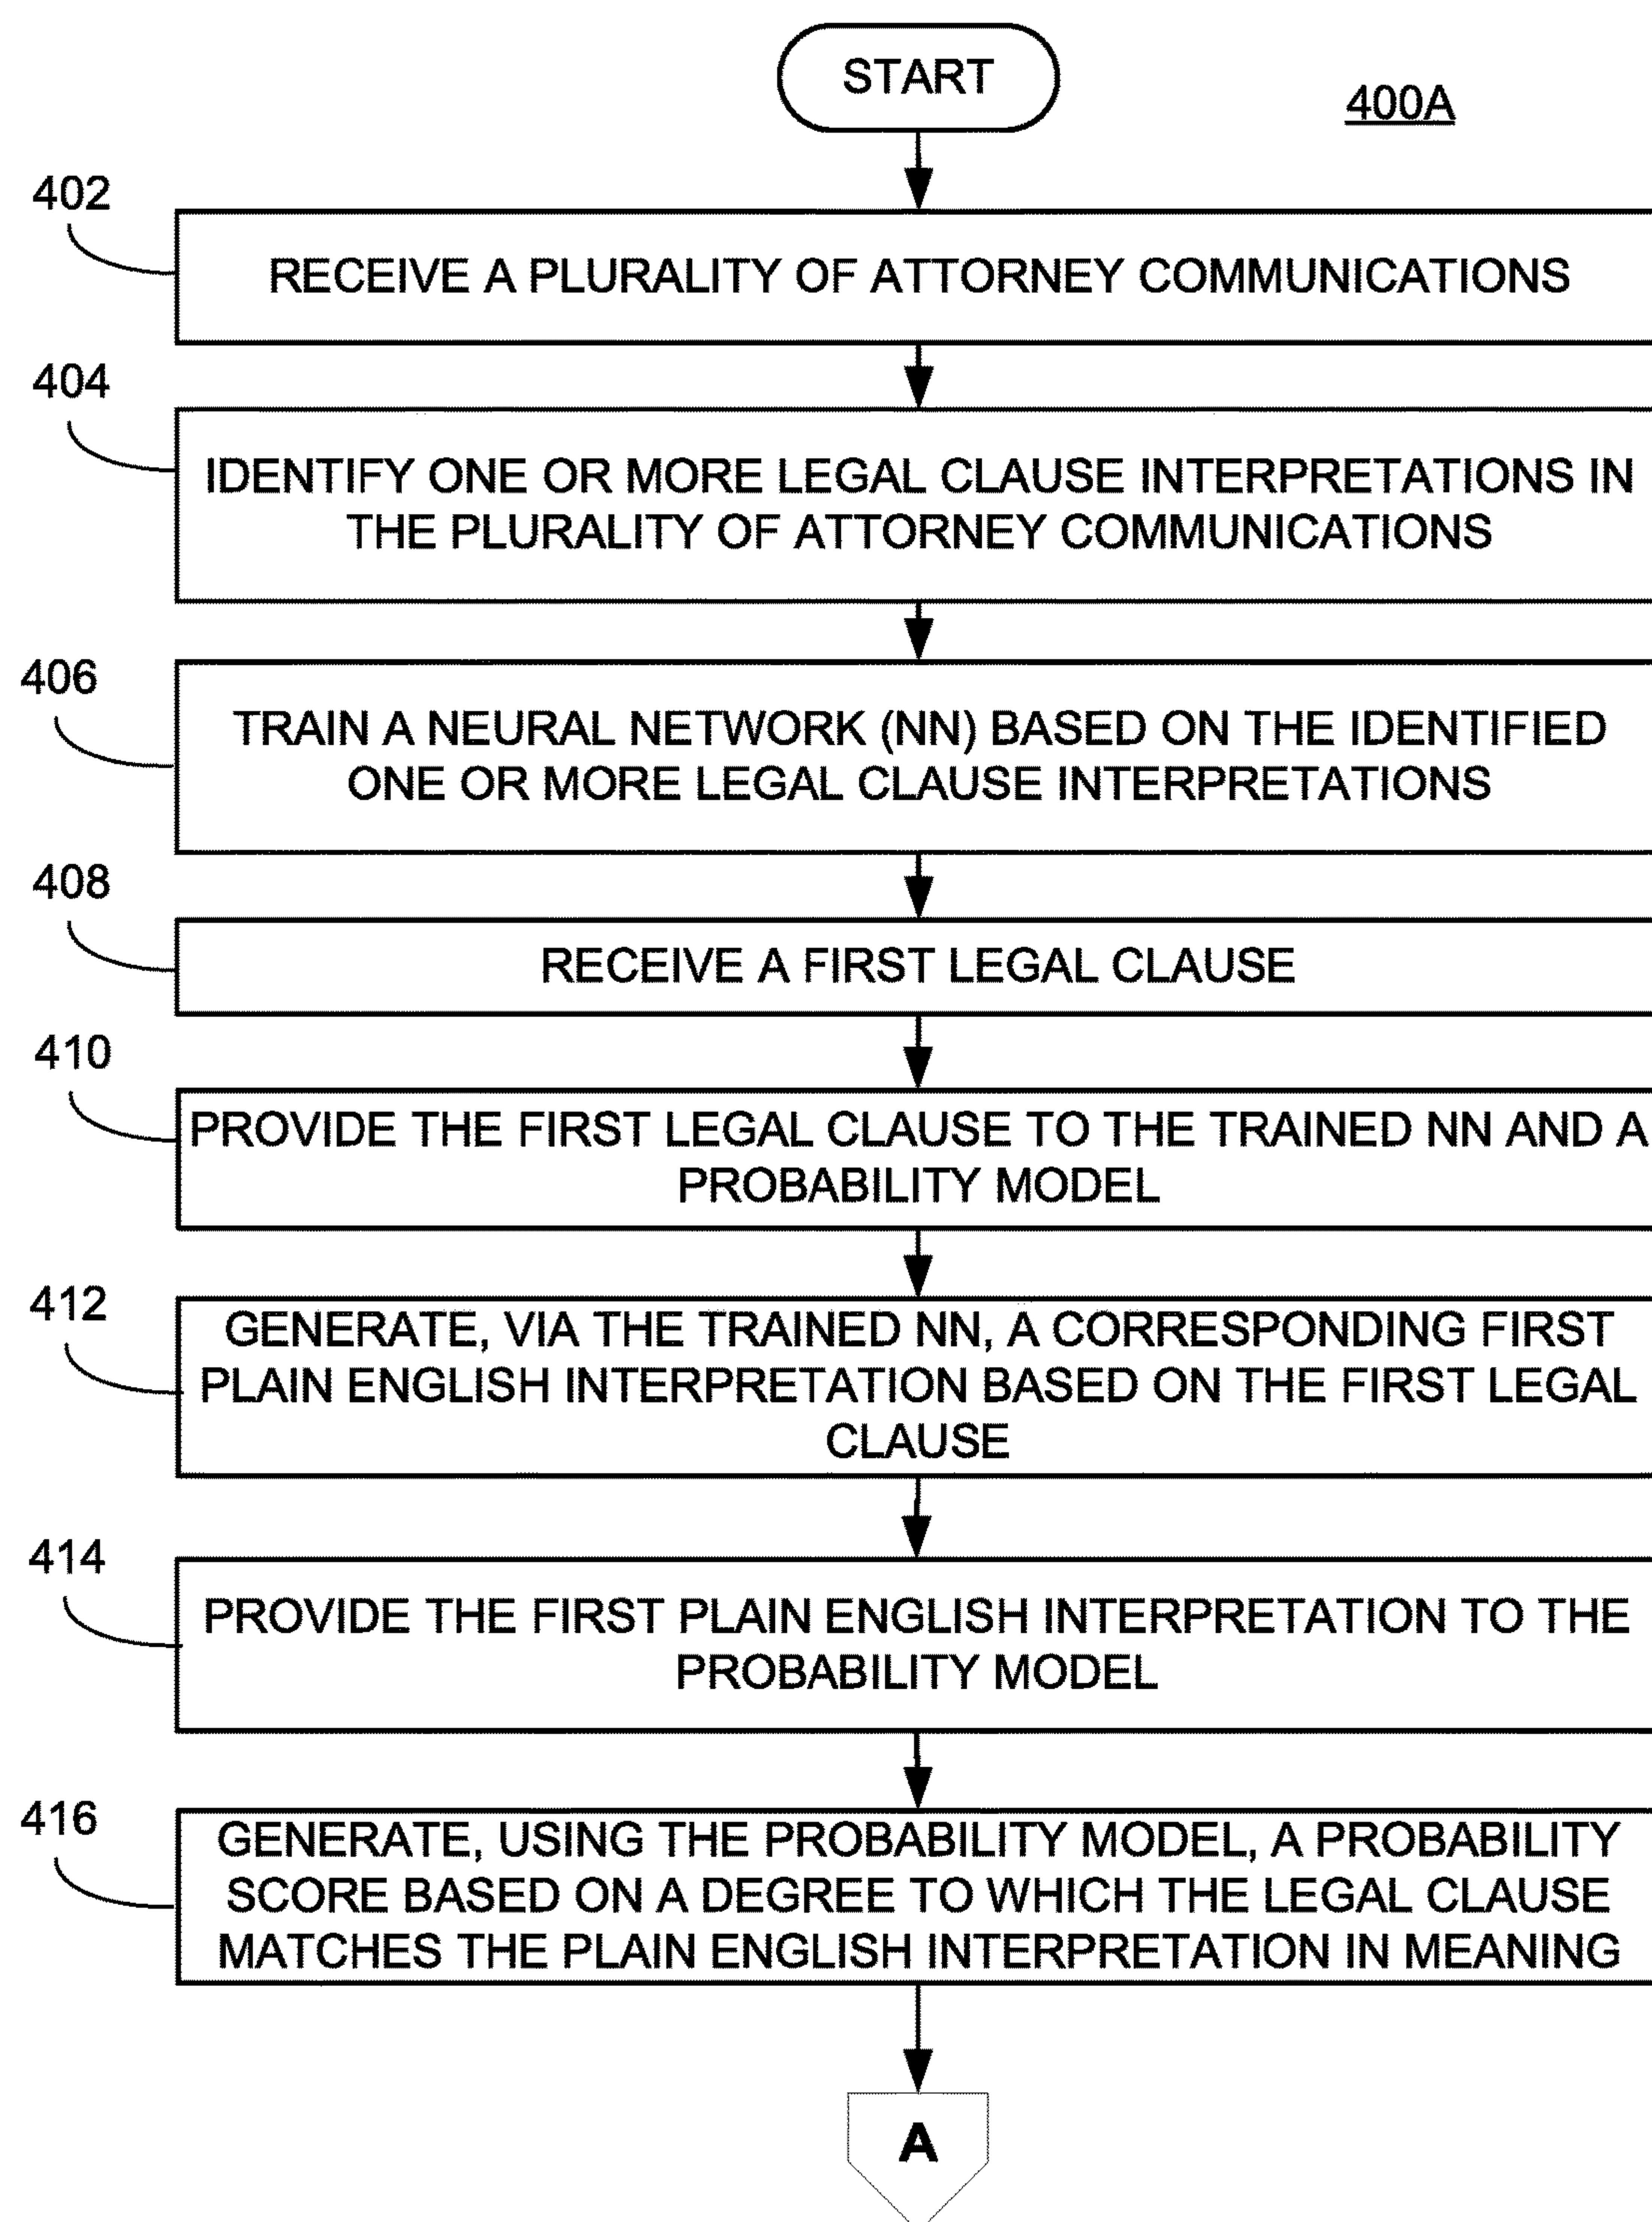 START
400A
402
RECEIVE A PLURALITY OF ATTORNEY COMMUNICATIONS
404
IDENTIFY ONE OR MORE LEGAL CLAUSE INTERPRETATIONS IN
THE PLURALITY OF ATTORNEY COMMUNICATIONS
406
TRAIN A NEURAL NETWORK (NN) BASED ON THE IDENTIFIED
ONE OR MORE LEGAL CLAUSE INTERPRETATIONS
408
RECEIVE A FIRST LEGAL CLAUSE
410
PROVIDE THE FIRST LEGAL CLAUSE TO THE TRAINED NN AND A
PROBABILITY MODEL
412
GENERATE, VIA THE TRAINED NN, A CORRESPONDING FIRST
PLAIN ENGLISH INTERPRETATION BASED ON THE FIRST LEGAL
CLAUSE
414
PROVIDE THE FIRST PLAIN ENGLISH INTERPRETATION TO THE
PROBABILITY MODEL
416
GENERATE, USING THE PROBABILITY MODEL, A PROBABILITY
SCORE BASED ON A DEGREE TO WHICH THE LEGAL CLAUSE
MATCHES THE PLAIN ENGLISH INTERPRETATION IN MEANING
A